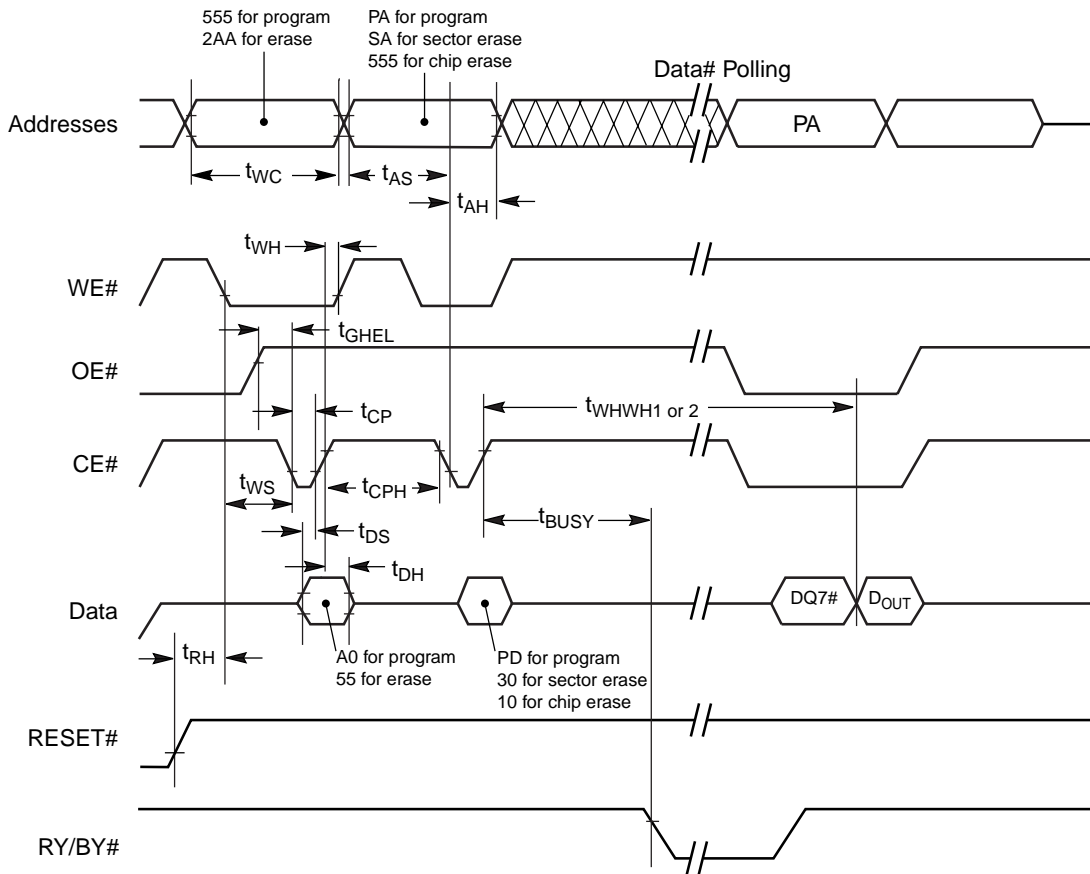 555 for program
2AA for erase
PA for program
SA for sector erase
555 for chip erase
Data# Polling
Addresses
PA
tWC
tAS
tAH
tWH
WE#
tGHEL
OE#
tWHWH1 or 2
tCP
CE#
tWS
tCPH
tBUSY
tDS
tDH
Data
DQ7#
DOUT
tRH
A0 for program
55 for erase
PD for program
30 for sector erase
10 for chip erase
RESET#
RY/BY#